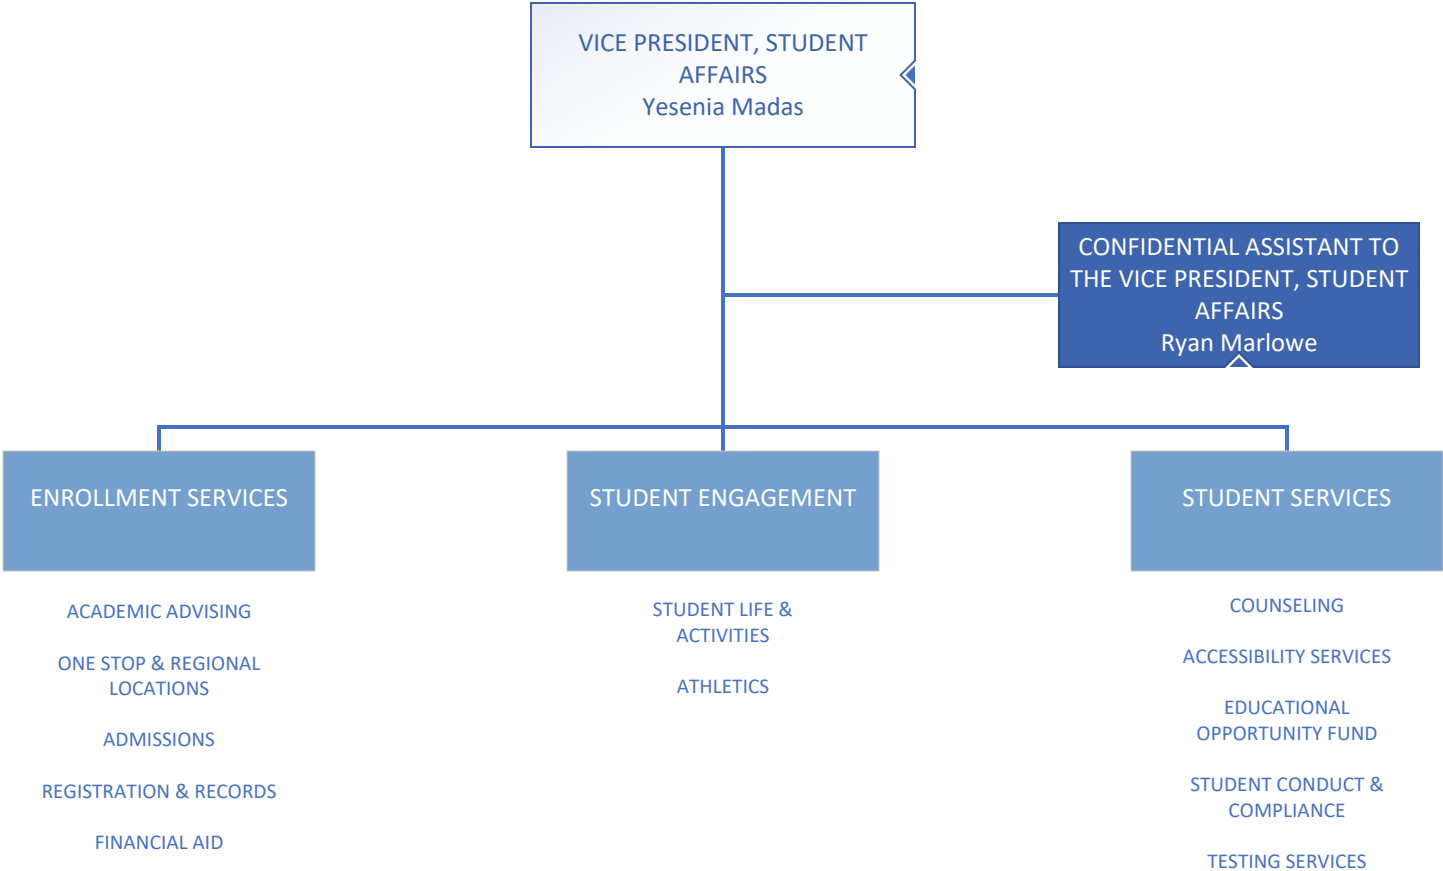 VICE PRESIDENT, STUDENT
AFFAIRS
Yesenia Madas
CONFIDENTIAL ASSISTANT TO
THE VICE PRESIDENT, STUDENT
AFFAIRS
Ryan Marlowe
ENROLLMENT SERVICES
ACADEMIC ADVISING
ONE STOP & REGIONAL
LOCATIONS
ADMISSIONS
REGISTRATION & RECORDS
FINANCIAL AID
STUDENT ENGAGEMENT
STUDENT LIFE &
ACTIVITIES
ATHLETICS
STUDENT SERVICES
COUNSELING
ACCESSIBILITY SERVICES
EDUCATIONAL
OPPORTUNITY FUND
STUDENT CONDUCT &
COMPLIANCE
TESTING SERVICES